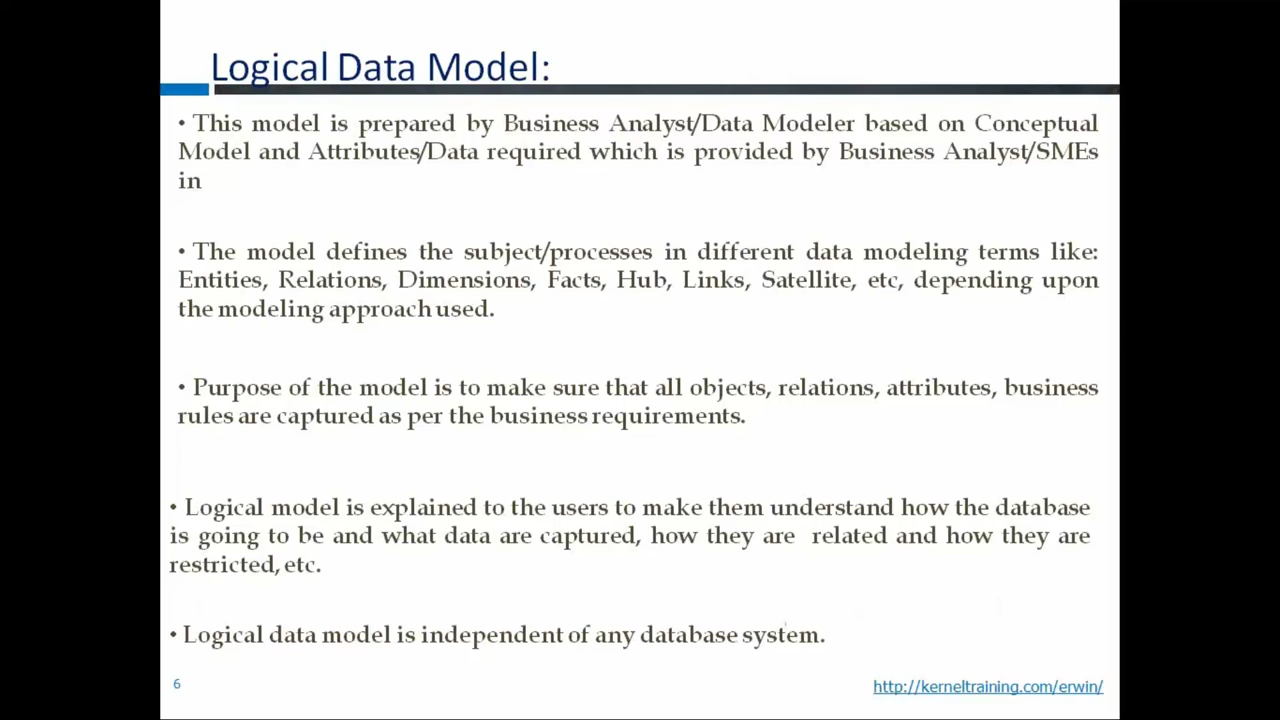 Logical Data Model:
• This model is prepared by Business Analyst/Data Modeler based on Conceptual
Model and Attributes/Data required which is provided by Business Analyst/SMEs
in
• The model defines the subject/processes in different data modeling terms like:
Entities, Relations, Dimensions, Facts, Hub, Links, Satellite, etc, depending upon
the modeling approach used.
• Purpose of the model is to make sure that all objects, relations, attributes, business
rules are captured as per the business requirements.
• Logical model is explained to the users to make them understand how the database
is going to be and what data are captured, how they are related and how they are
restricted, etc.
• Logical data model is independent of any database system.
6
http://kerneltraining.com/erwin/